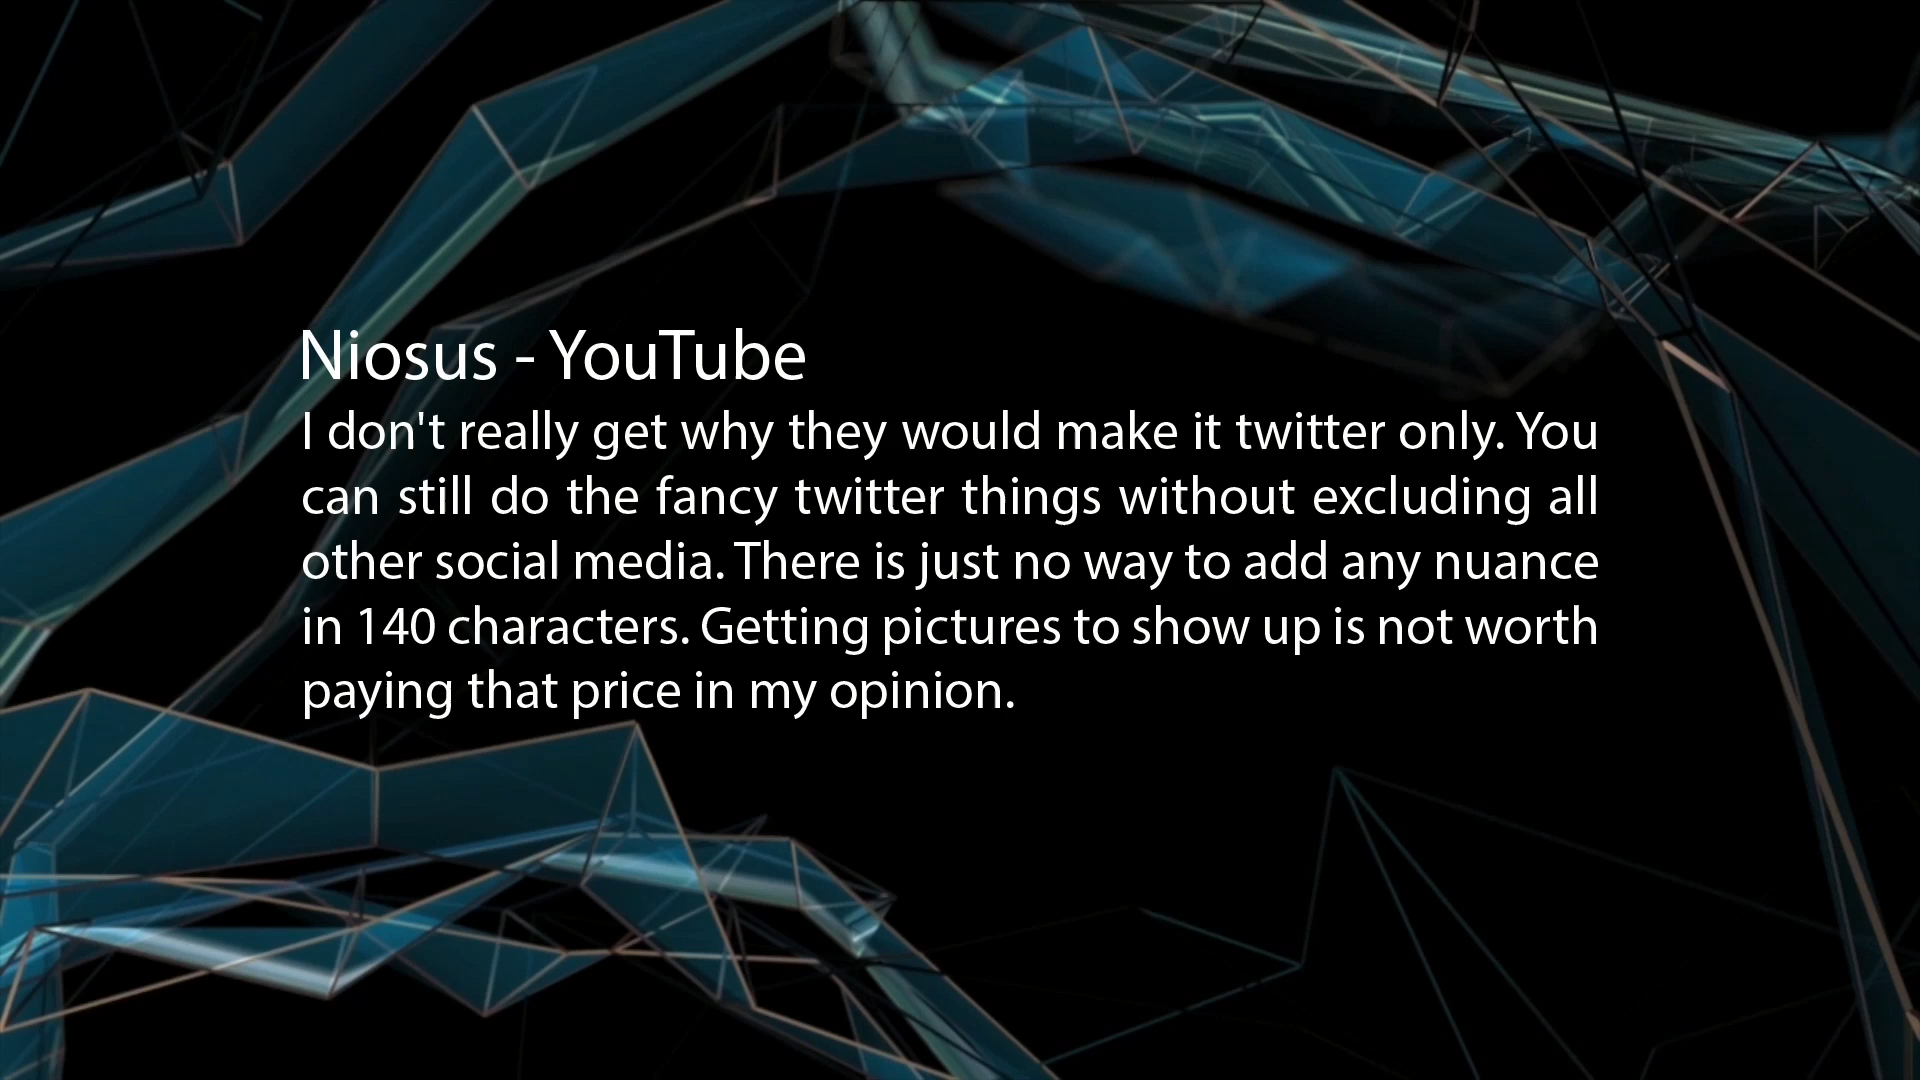 Niosus - YouTube
I don't really get why they would make it twitter only. You
can still do the fancy twitter things without excluding all
other social media. There is just no way to add any nuance
in 140 characters. Getting pictures to show up is not worth
paying that price in my opinion.